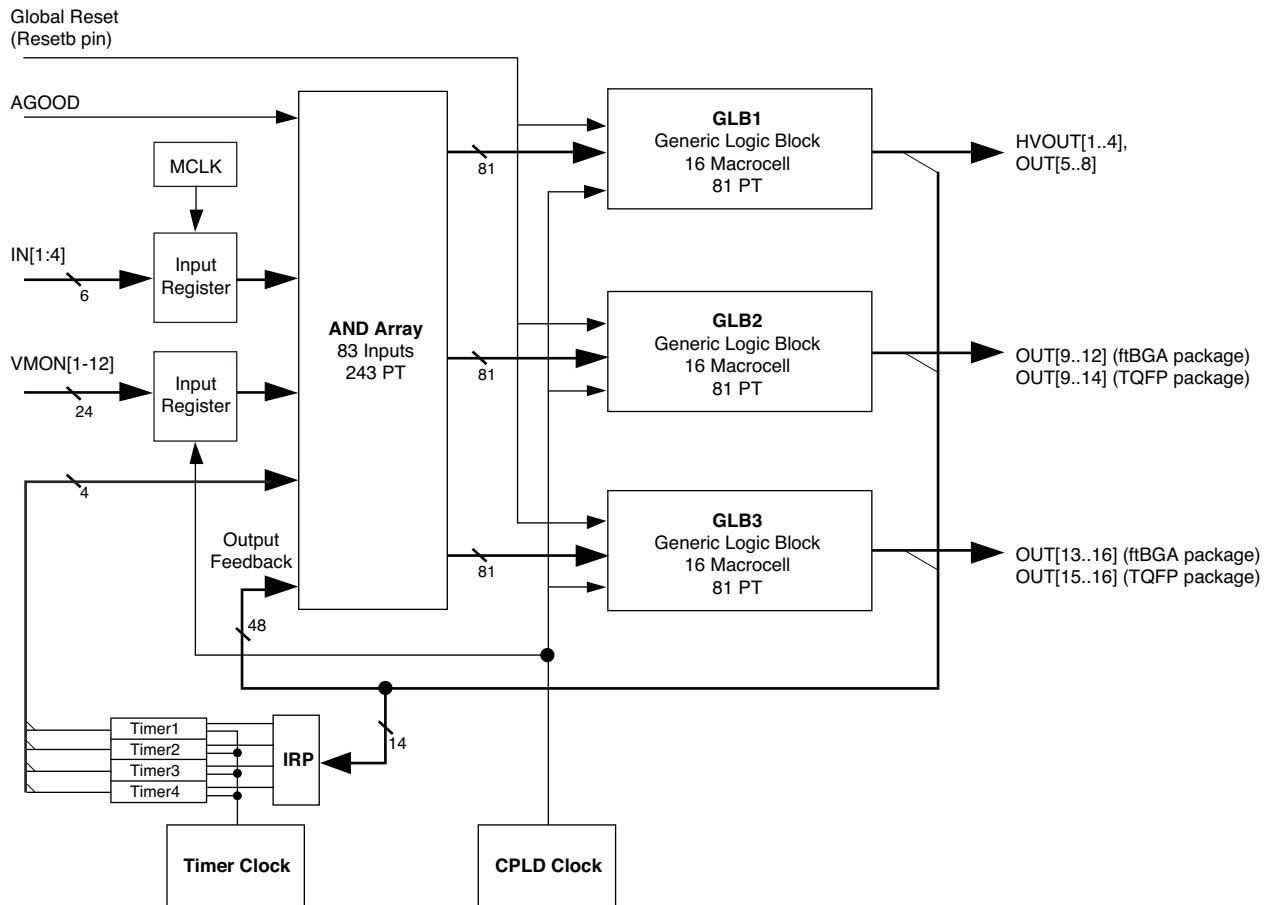 Global Reset
(Resetb pin)
AGOOD
MCLK
IN[1:4]
6
Input
Register
VMON[1-12]
24
Input
Register
4
Output
Feedback
48
AND Array
83 Inputs
243 PT
81
81
81
GLB1
Generic Logic Block
16 Macrocell
81 PT
HVOUT[1..4],
OUT[5..8]
GLB2
Generic Logic Block
16 Macrocell
81 PT
OUT[9..12] (ftBGA package)
OUT[9..14] (TQFP package)
GLB3
Generic Logic Block
16 Macrocell
81 PT
OUT[13..16] (ftBGA package)
OUT[15..16] (TQFP package)
Timer1
Timer2
Timer3
Timer4
IRP
14
Timer Clock
CPLD Clock